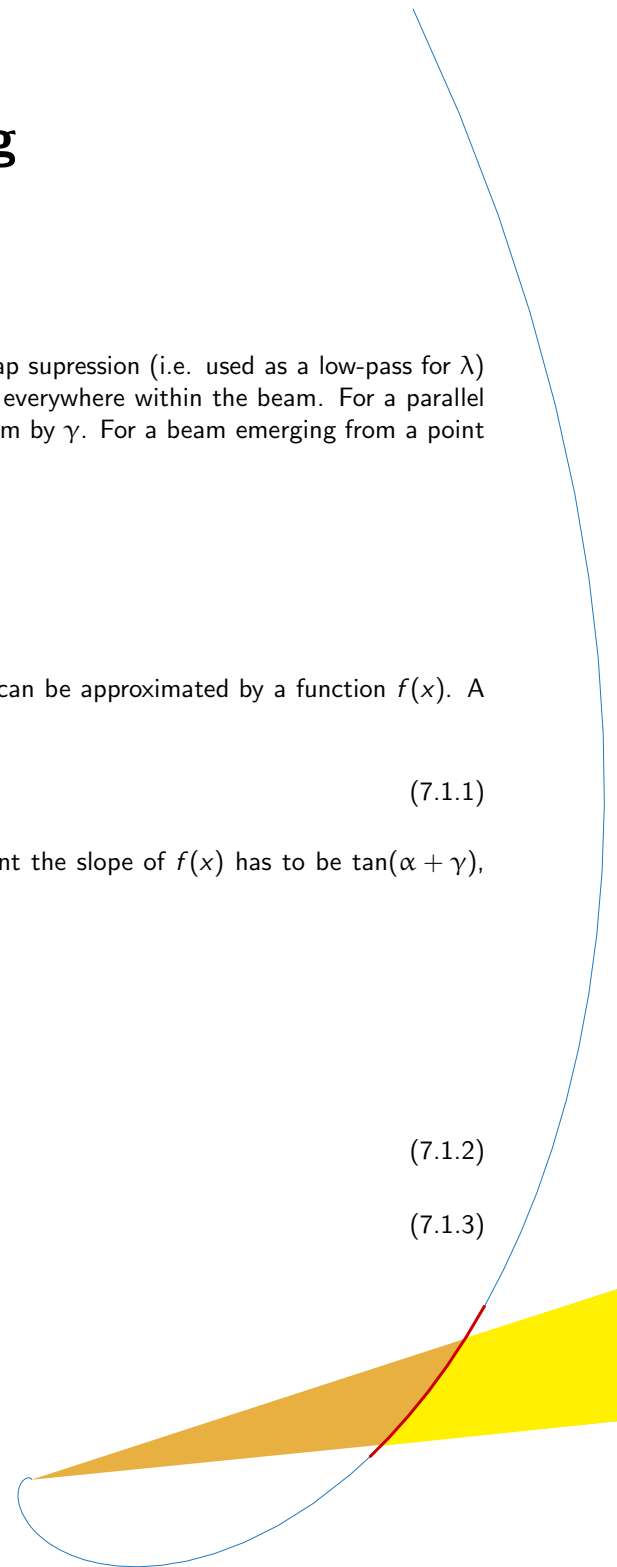 g
ap supression (i.e. used as a low-pass for λ)
everywhere within the beam. For a parallel
m by γ. For a beam emerging from a point
can be approximated by a function f(x). A
(7.1.1)
nt the slope of f(x) has to be tan(α + γ),
(7.1.2)
(7.1.3)